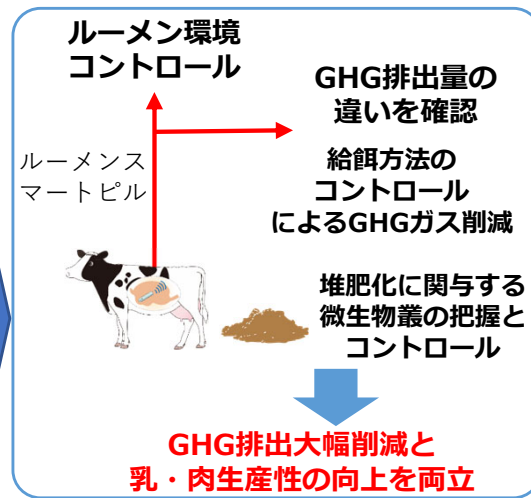 ルーメン環境
コントロール
GHG排出量の
違いを確認
ルーメンス
マートピル
給餌方法の
コントロール
によるGHGガス削減
堆肥化に関与する
微生物叢の把握と
コントロール
GHG排出大幅削減と
乳・肉生産性の向上を両立